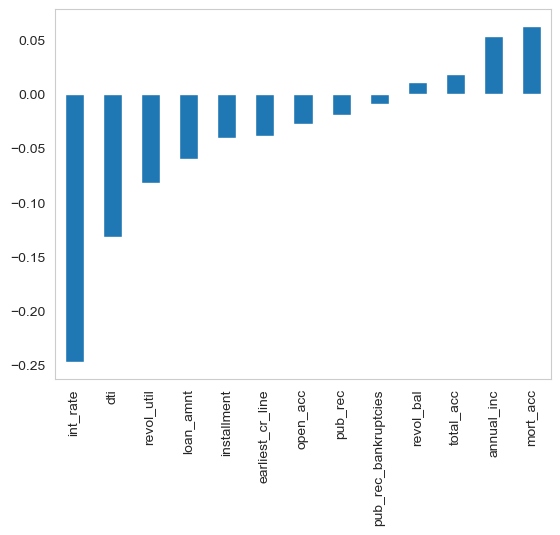 0.05
0.00
−0.05
−0.10
−0.15
−0.20
−0.25
int_rate
dti
revol_util
loan_amnt
installment
earliest_cr_line
open_acc
pub_rec
pub_rec_bankruptcies
revol_bal
total_acc
annual_inc
mort_acc